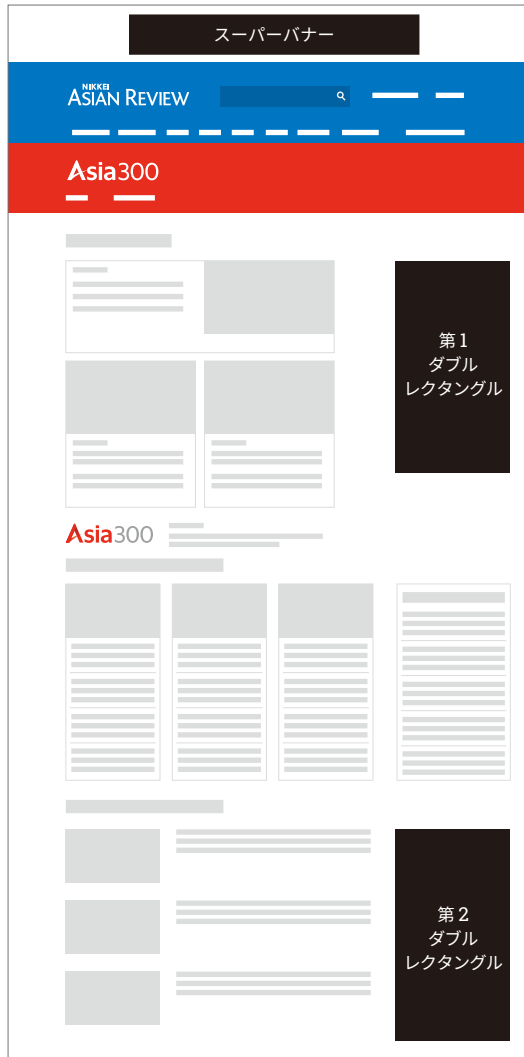 スーパーバナー
NIKKEI
ASIAN REVIEW
Asia300
第1
ダブル
レクタングル
Asia300
第2
ダブル
レクタングル